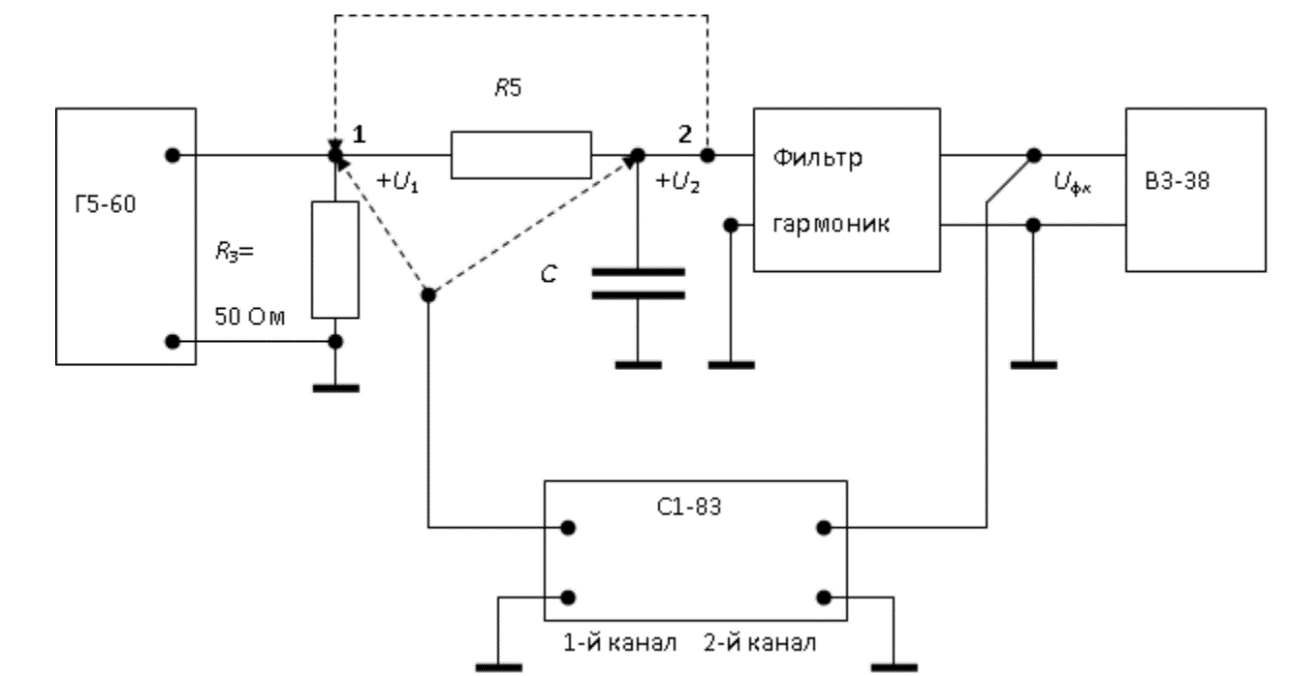 R5
1
2
+U₁
+U₂
Фильтр
гармоник
Uфк
В3-38
Г5-60
R₃=
50 Ом
C
С1-83
1-й канал 2-й канал